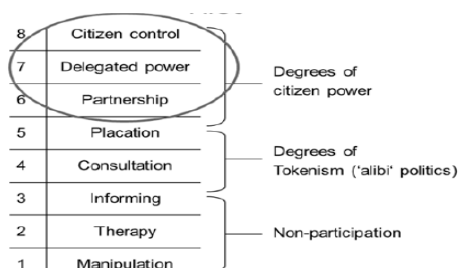 8 Citizen control
7 Delegated power
6 Partnership
Degrees of
citizen power
5 Placation
4 Consultation
Degrees of
Tokenism ('alibi' politics)
3 Informing
2 Therapy
1 Manipulation
Non-participation